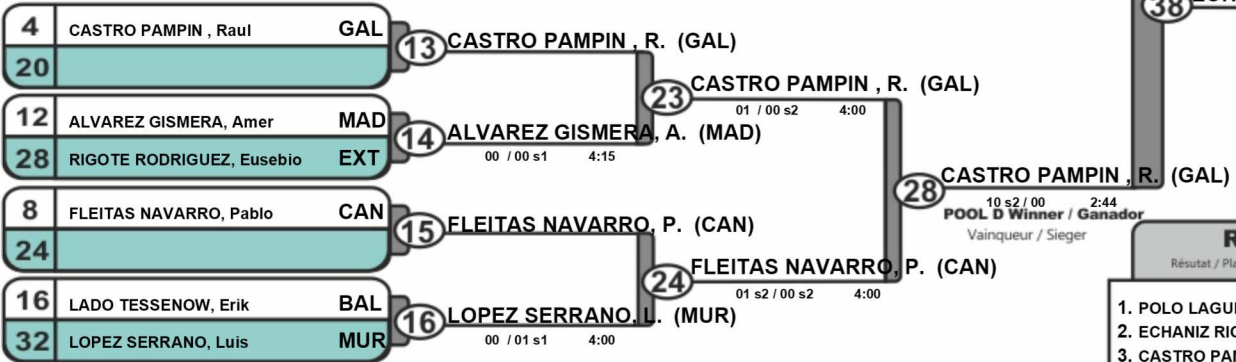 38
4 CASTRO PAMPIN , Raul GAL
20
13 CASTRO PAMPIN , R. (GAL)
12 ALVAREZ GISMERA, Amer MAD
28 RIGOTE RODRIGUEZ, Eusebio EXT
14 ALVAREZ GISMERA, A. (MAD)
00 / 00 s1 4:15
23 CASTRO PAMPIN , R. (GAL)
01 / 00 s2 4:00
8 FLEITAS NAVARRO, Pablo CAN
24
15 FLEITAS NAVARRO, P. (CAN)
16 LADO TESSENOW, Erik BAL
32 LOPEZ SERRANO, Luis MUR
16 LOPEZ SERRANO, L. (MUR)
00 / 01 s1 4:00
24 FLEITAS NAVARRO, P. (CAN)
01 s2 / 00 s2 4:00
28 CASTRO PAMPIN , R. (GAL)
10 s2 / 00 2:44
POOL D Winner / Ganador
Vainqueur / Sieger
R
Résutat / Pla
1. POLO LAGU
2. ECHANIZ RIO
3. CASTRO PAM